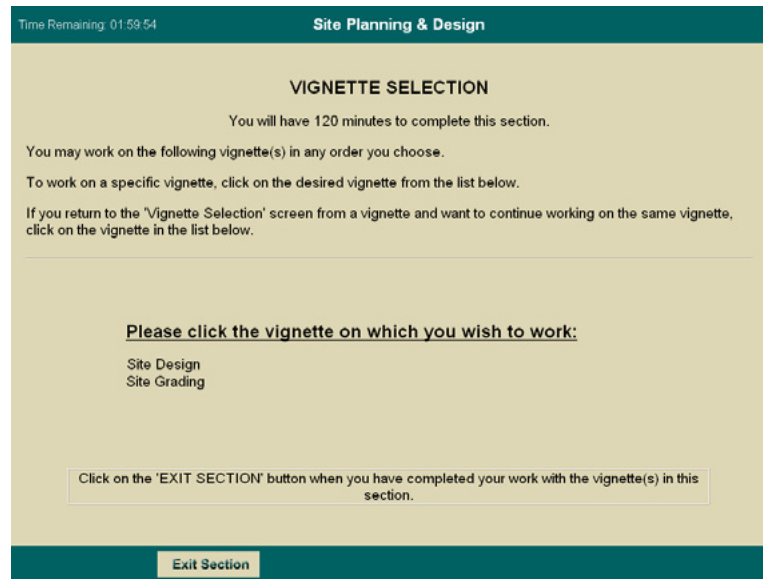 Time Remaining: 01:59:54
Site Planning & Design
VIGNETTE SELECTION
You will have 120 minutes to complete this section.
You may work on the following vignette(s) in any order you choose.
To work on a specific vignette, click on the desired vignette from the list below.
If you return to the 'Vignette Selection' screen from a vignette and want to continue working on the same vignette,
click on the vignette in the list below.
Please click the vignette on which you wish to work:
Site Design
Site Grading
Click on the 'EXIT SECTION' button when you have completed your work with the vignette(s) in this
section.
Exit Section